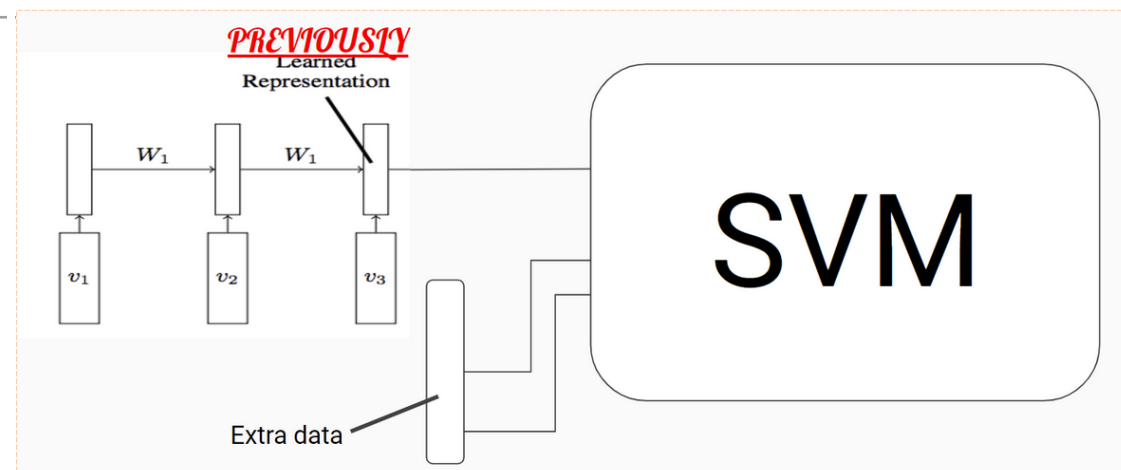 PREVIOUSLY
Learned
Representation
W₁
W₁
v₁
v₂
v₃
SVM
Extra data